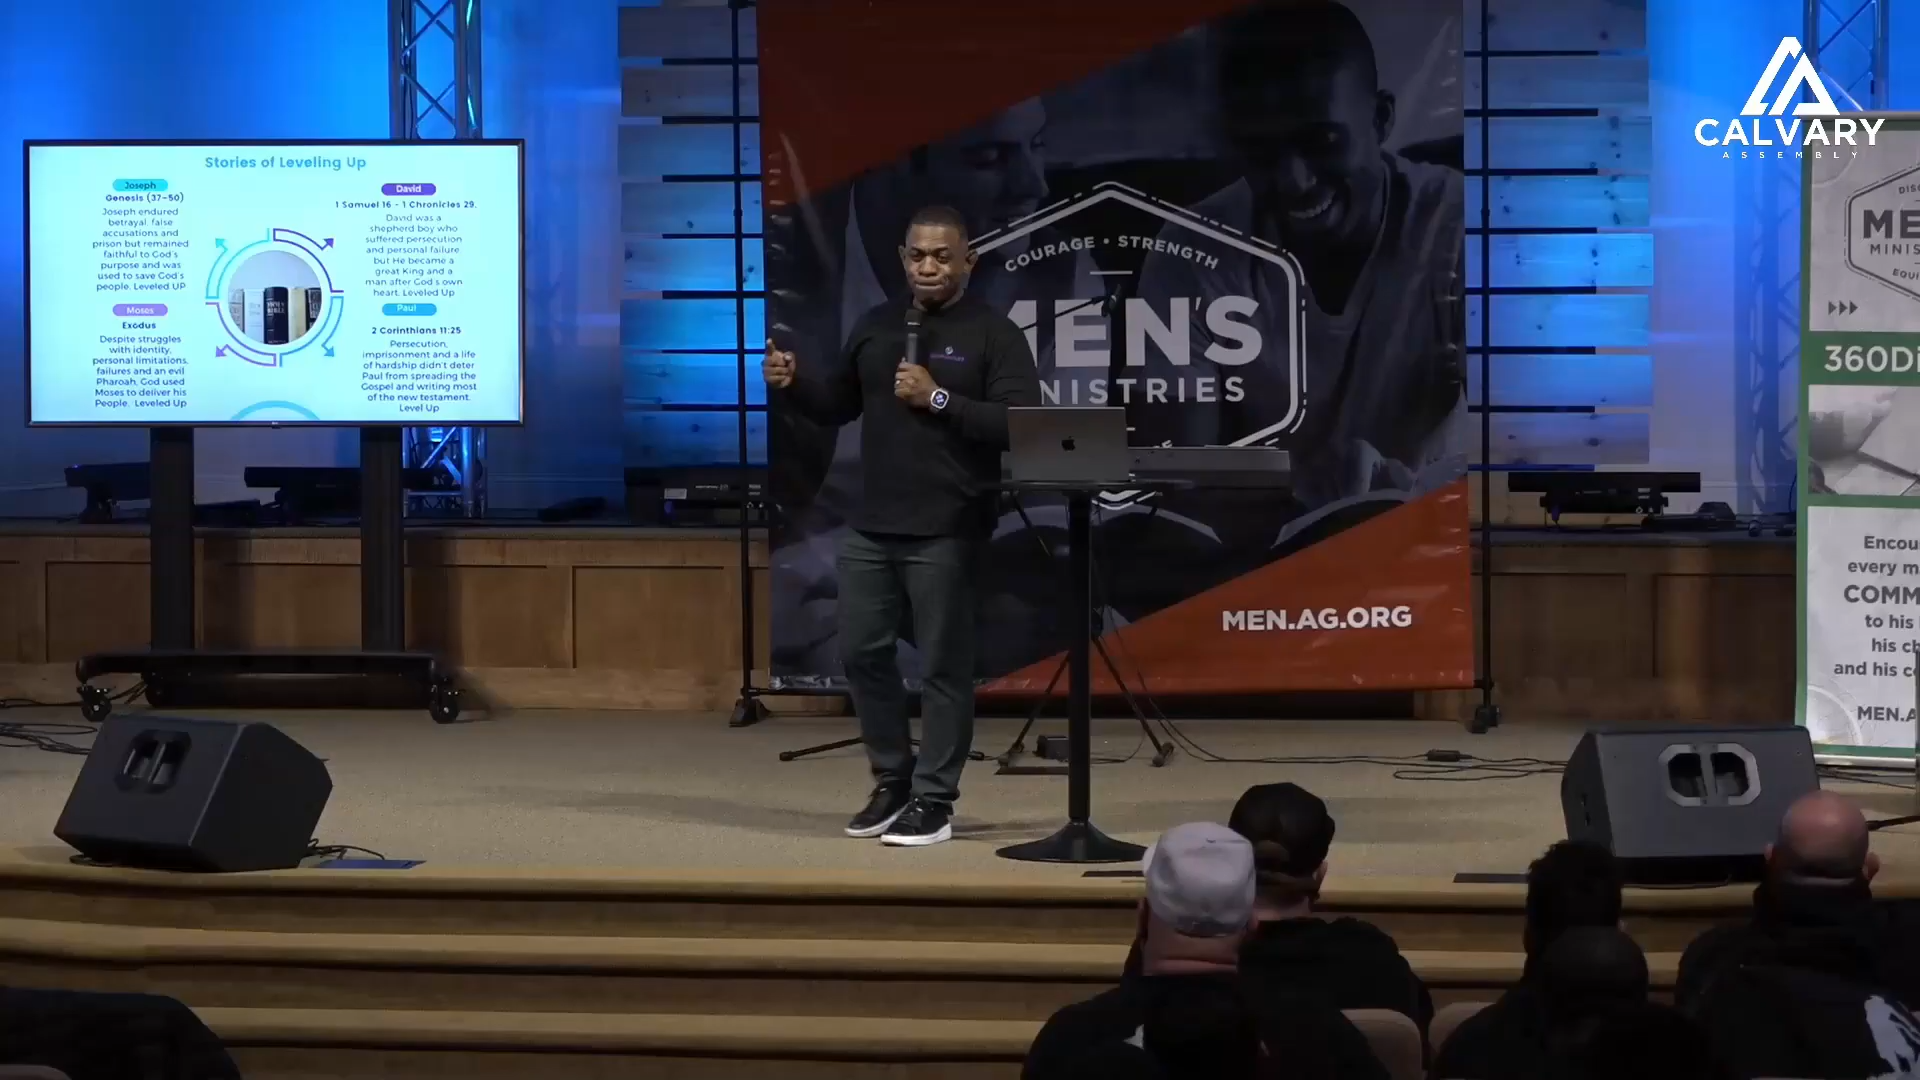 CALVARY
ASSEMBLY
Stories of Leveling Up
Joseph
Genesis (37-50)
Joseph endured
betrayal, false
accusations and
prison but remained
faithful to God's
purpose and was
used to save God's
people. Leveled UP
David
1 Samuel 16 - 1 Chronicles 29.
David was a
shepherd boy who
suffered persecution
and personal failure
but He became a
great King and a
man after God's own
heart. Leveled Up
Moses
Exodus
Despite struggles
with identity,
personal limitations,
failures and an evil
Pharoah, God used
Moses to deliver his
People. Leveled Up
Paul
2 Corinthians 11:25
Persecution,
imprisonment and a life
of hardship didn't deter
Paul from spreading the
Gospel and writing most
of the new testament.
Level Up
COURAGE • STRENGTH
MEN'S
NISTRIES
MEN.AG.ORG
DISC
ME
MINIS
EQUI
360Di
Encou
every m
COMM
to his
his ch
and his co
MEN.A